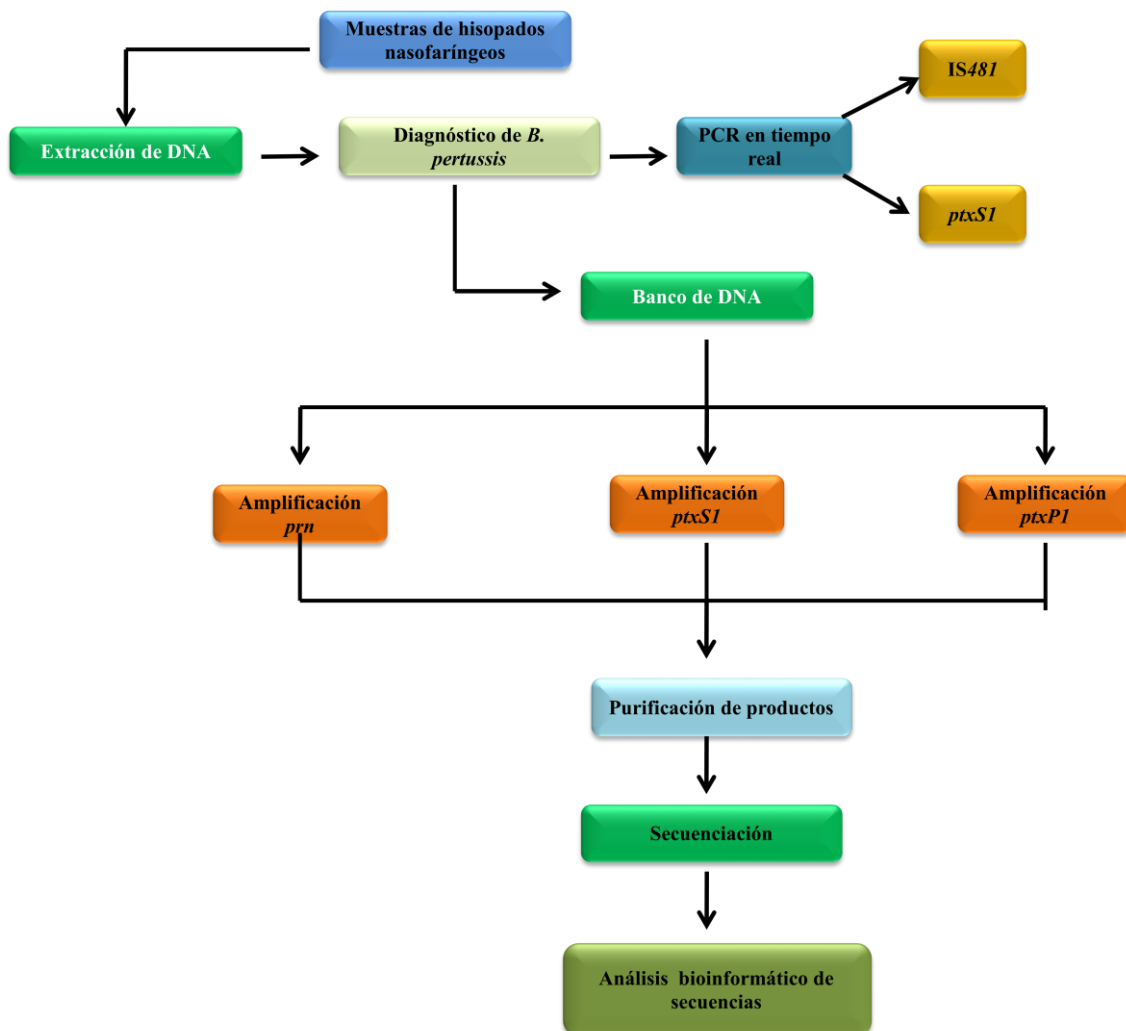 Muestras de hisopados
nasofaríngeos
IS481
Extracción de DNA
Diagnóstico de B.
pertussis
PCR en tiempo
real
ptxS1
Banco de DNA
Amplificación
prn
Amplificación
ptxS1
Amplificación
ptxP1
Purificación de productos
Secuenciación
Análisis bioinformático de
secuencias